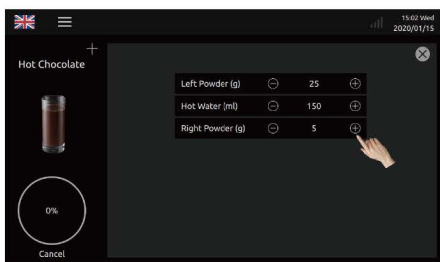 15:02 Wed
2020/01/15
Hot Chocolate
Left Powder (g) 25
Hot Water (ml) 150
Right Powder (g) 5
0%
Cancel